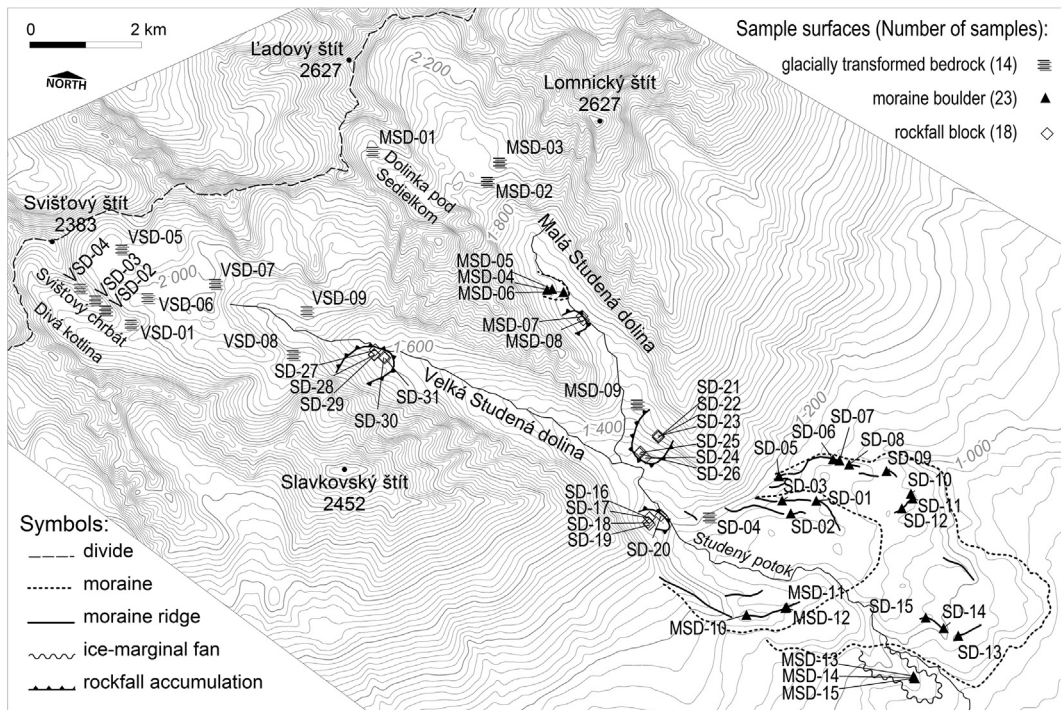 0 2 km
NORTH
Ľadový štít
2627
2 200
Lomnický štít
2627
Sample surfaces (Number of samples):
glacially transformed bedrock (14)
moraine boulder (23)
rockfall block (18)
MSD-01
MSD-03
MSD-02
Dolinka pod
Sedielkom
1 800
Malá Studená dolina
Svišťový štít
2383
VSD-05
VSD-04
VSD-03
VSD-02
2 000
VSD-07
VSD-06
VSD-01
Svišťový chrbát
Divá kotlina
VSD-09
VSD-08
MSD-05
MSD-04
MSD-06
MSD-07
MSD-08
1 600
SD-27
SD-28
SD-29
SD-30
SD-31
Veľká Studená dolina
MSD-09
1 400
SD-21
SD-22
SD-23
SD-25
SD-24
SD-26
1 200
SD-07
SD-06
SD-08
SD-05
SD-09
1 000
SD-10
SD-03
SD-01
SD-11
SD-12
SD-02
SD-04
Slavkovský štít
2452
SD-16
SD-17
SD-18
SD-19
SD-20
Studený potok
MSD-11
MSD-12
MSD-10
SD-15
SD-14
SD-13
MSD-13
MSD-14
MSD-15
Symbols:
divide
moraine
moraine ridge
ice-marginal fan
rockfall accumulation